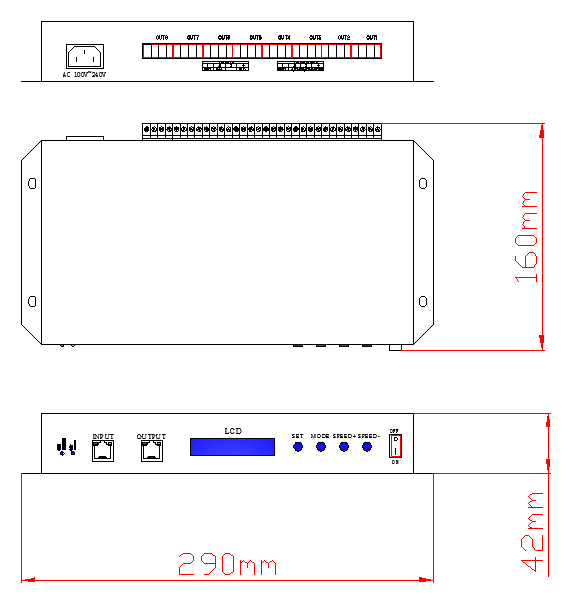 OUT8 OUT7 OUT6 OUT5 OUT4 OUT3 OUT2 OUT1
AC 100V~240V
160mm
LCD
OFF
INPUT OUTPUT SET MODE SPEED+ SPEED-
ON
42mm
290mm